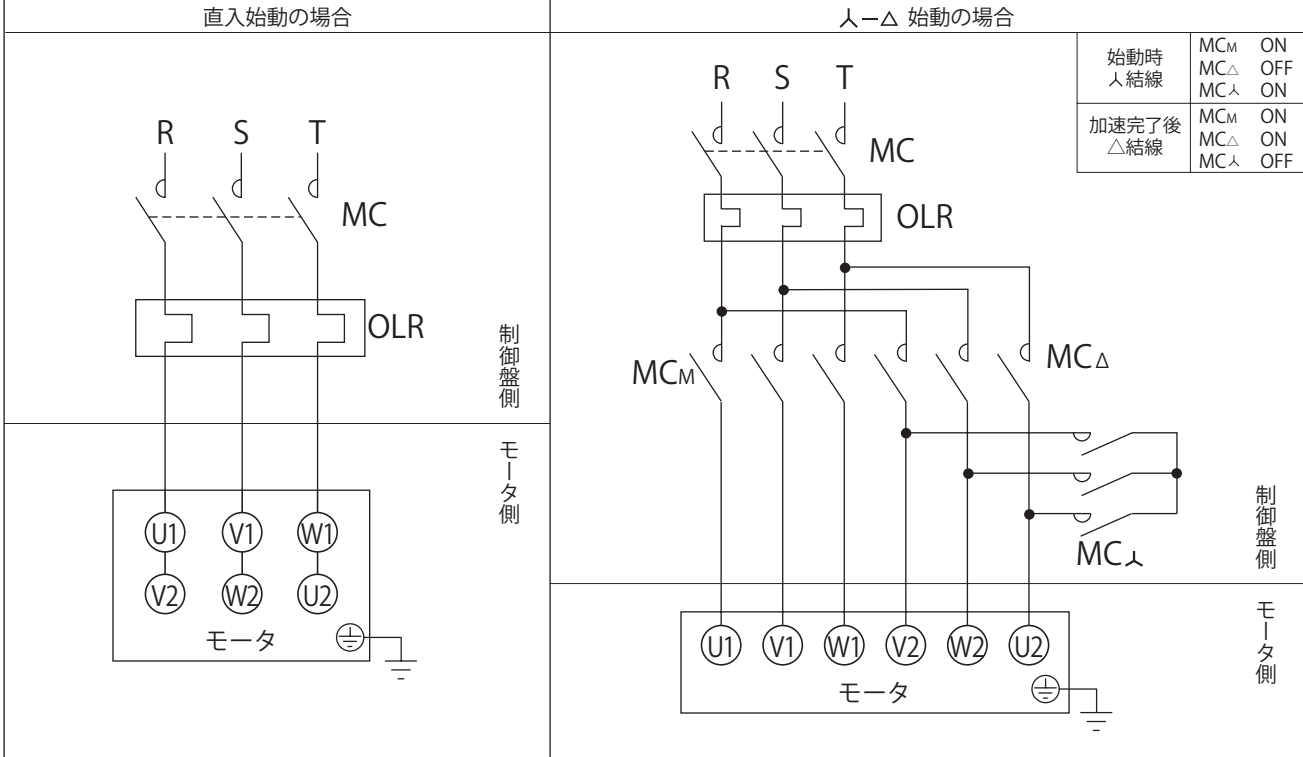 直入始動の場合
R S T
MC
OLR
制御盤側
モータ側
U1 V1 W1
V2 W2 U2
モータ
人ー△ 始動の場合
始動時
人結線
MCM ON
MC△ OFF
MC人 ON
加速完了後
△結線
MCM ON
MC△ ON
MC人 OFF
R S T
MC
OLR
MCM
MCΔ
MC人
制御盤側
モータ側
U1 V1 W1 V2 W2 U2
モータ